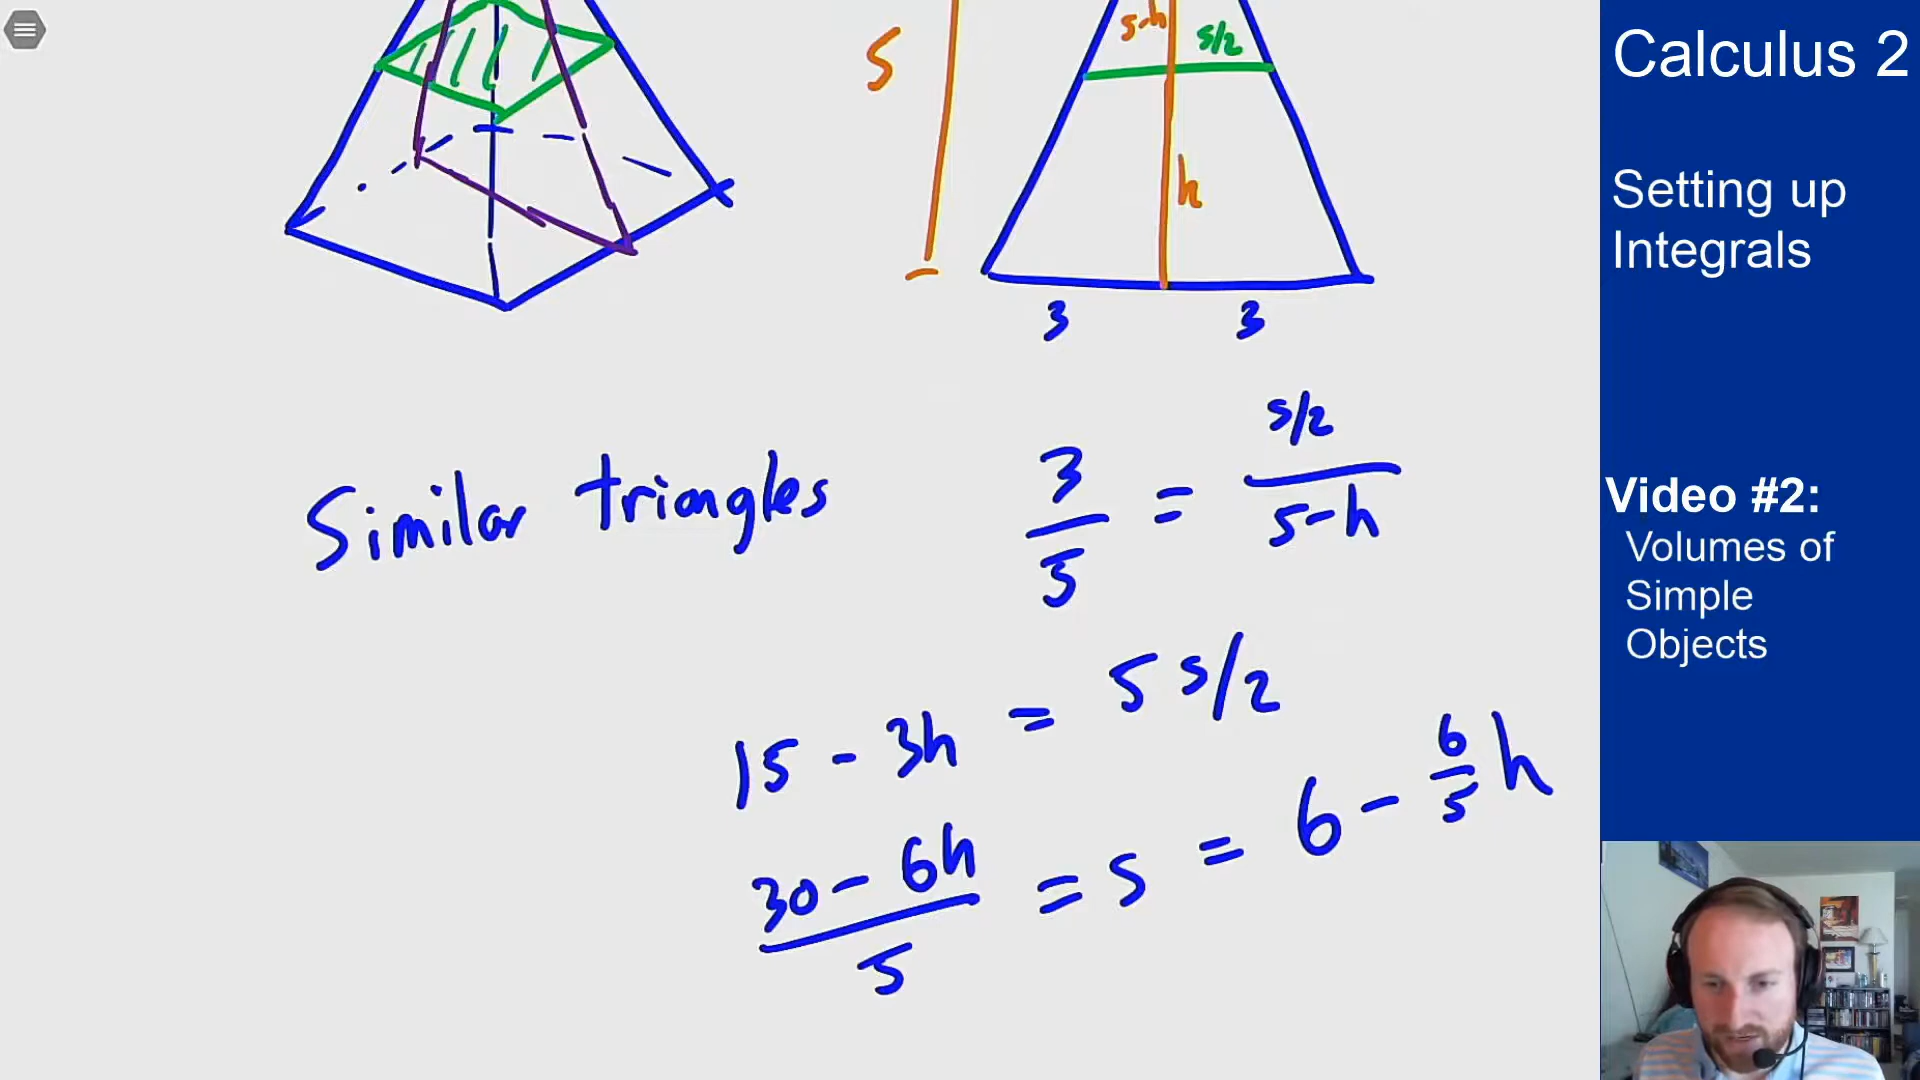 5-h
s/2
5
h
3 3
Similar triangles
3/5 = (s/2)/(5-h)
15 - 3h = 5 s/2
(30 - 6h)/5 = s = 6 - 6/5 h
Calculus 2
Setting up
Integrals
Video #2:
Volumes of
Simple
Objects